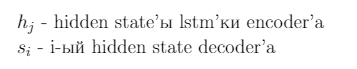 h_j - hidden state'ы lstm'ки encoder'а
s_i - i-ый hidden state decoder'а